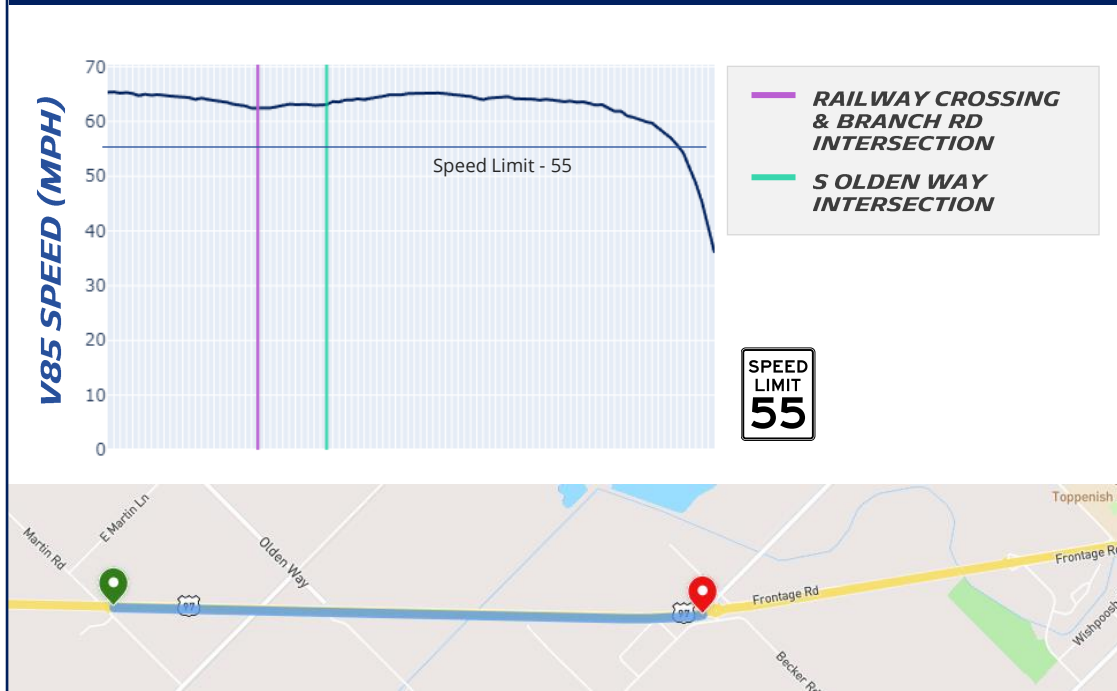 V85 SPEED (MPH)
70
60
50
40
30
20
10
0
Speed Limit - 55
RAILWAY CROSSING
& BRANCH RD
INTERSECTION
S OLDEN WAY
INTERSECTION
SPEED
LIMIT
55
Martin Rd
E Martin Ln
Olden Way
97
97
Frontage Rd
Becker Rd
Toppenish
Frontage R
Wishpoosh